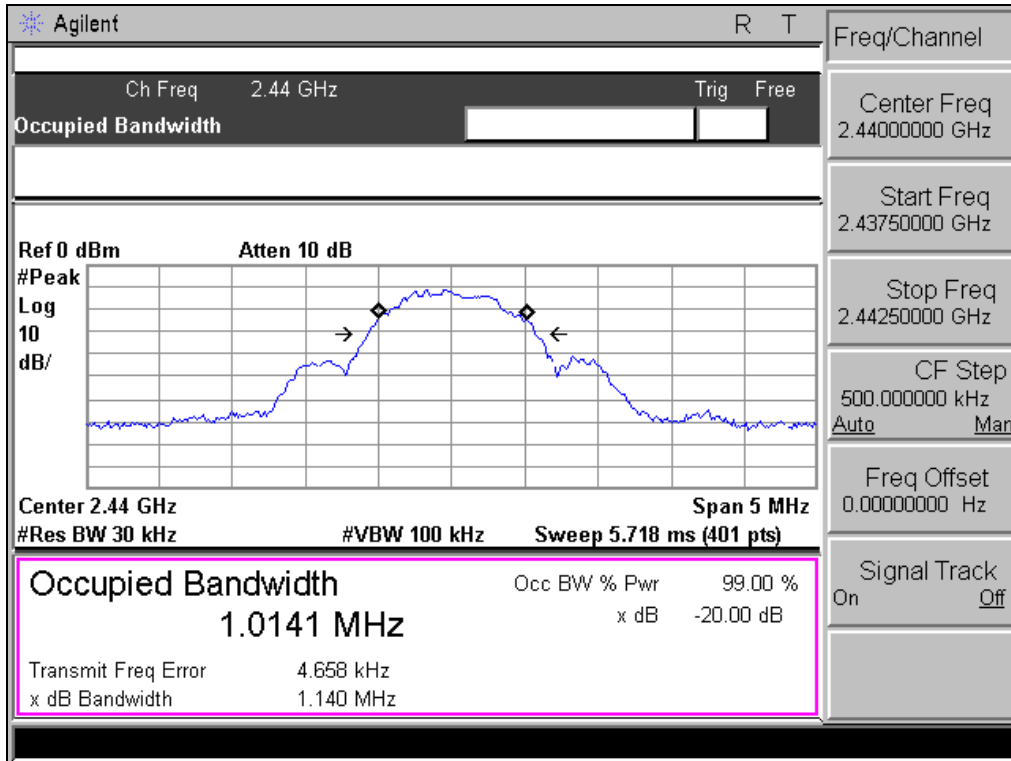 Agilent R T
Ch Freq 2.44 GHz Trig Free
Occupied Bandwidth
Ref 0 dBm Atten 10 dB
#Peak
Log
10
dB/
Center 2.44 GHz Span 5 MHz
#Res BW 30 kHz #VBW 100 kHz Sweep 5.718 ms (401 pts)
Occupied Bandwidth
1.0141 MHz
Occ BW % Pwr 99.00 %
x dB -20.00 dB
Transmit Freq Error 4.658 kHz
x dB Bandwidth 1.140 MHz
Freq/Channel
Center Freq
2.44000000 GHz
Start Freq
2.43750000 GHz
Stop Freq
2.44250000 GHz
CF Step
500.000000 kHz
Auto Man
Freq Offset
0.00000000 Hz
Signal Track
On Off